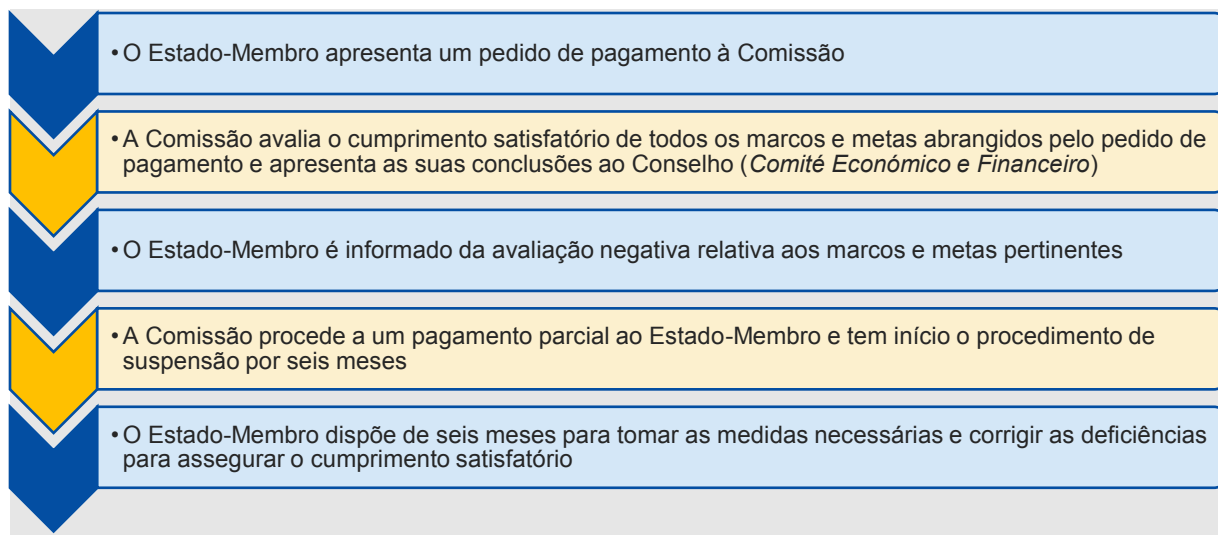 • O Estado-Membro apresenta um pedido de pagamento à Comissão
• A Comissão avalia o cumprimento satisfatório de todos os marcos e metas abrangidos pelo pedido de
pagamento e apresenta as suas conclusões ao Conselho (Comité Económico e Financeiro)
• O Estado-Membro é informado da avaliação negativa relativa aos marcos e metas pertinentes
• A Comissão procede a um pagamento parcial ao Estado-Membro e tem início o procedimento de
suspensão por seis meses
• O Estado-Membro dispõe de seis meses para tomar as medidas necessárias e corrigir as deficiências
para assegurar o cumprimento satisfatório